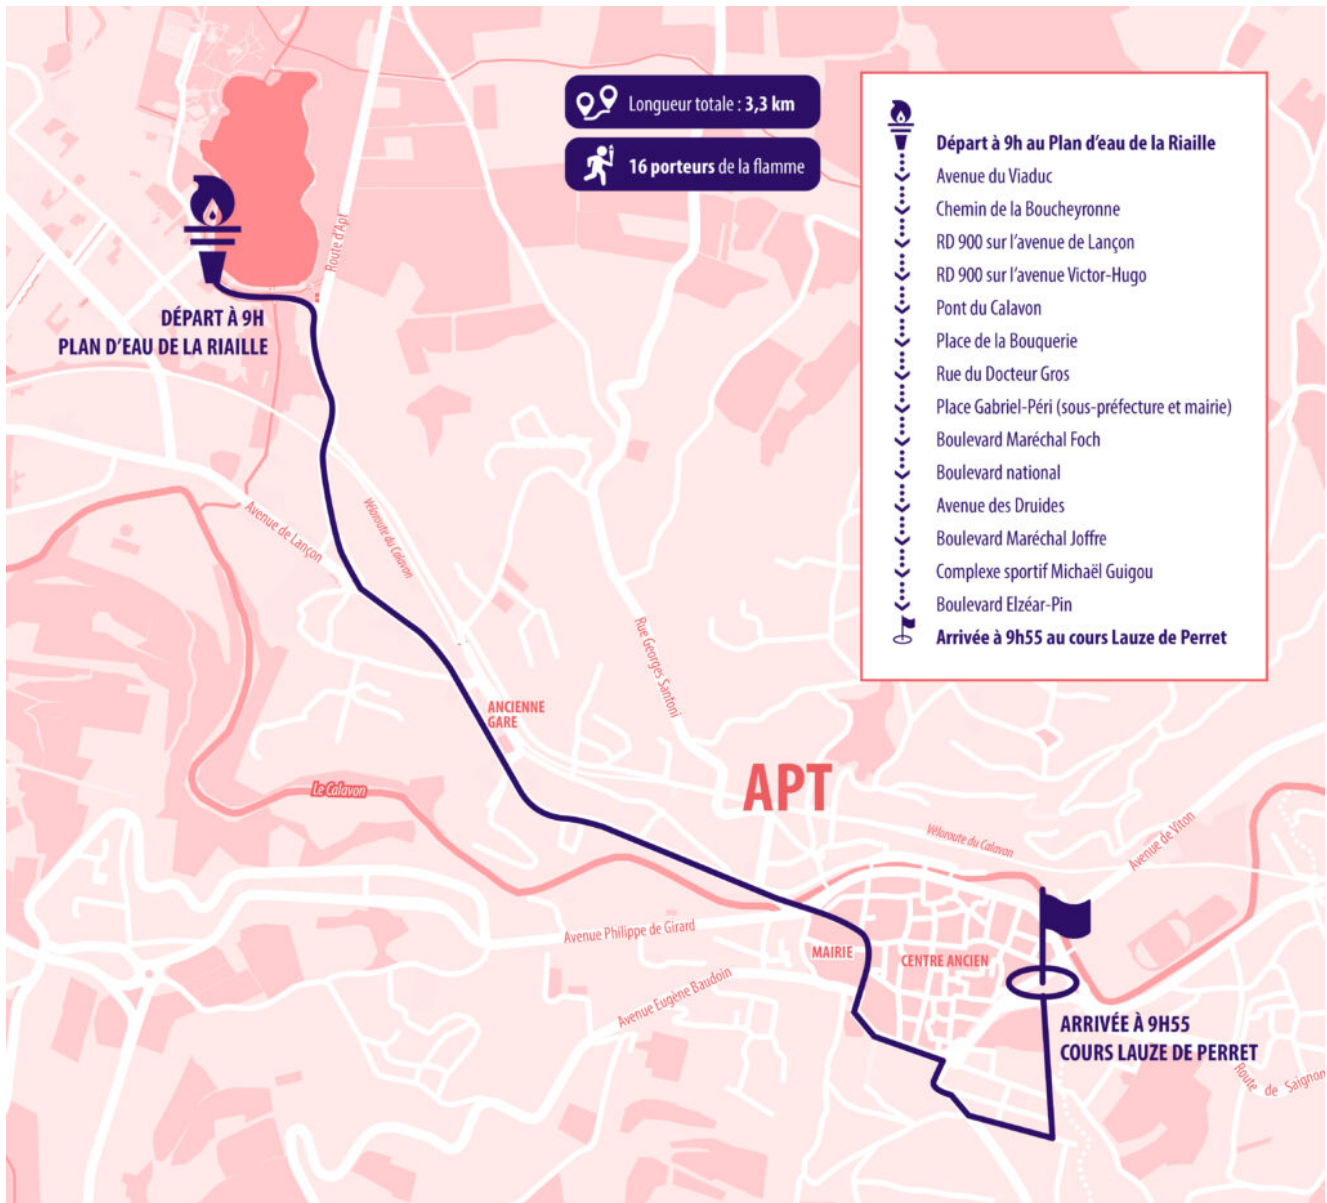 Longueur totale : 3,3 km
16 porteurs de la flamme
Départ à 9h au Plan d'eau de la Riaille
Avenue du Viaduc
Chemin de la Boucheyronne
RD 900 sur l'avenue de Lançon
RD 900 sur l'avenue Victor-Hugo
Pont du Calavon
Place de la Bouquerie
Rue du Docteur Gros
Place Gabriel-Péri (sous-préfecture et mairie)
Boulevard Maréchal Foch
Boulevard national
Avenue des Druides
Boulevard Maréchal Joffre
Complexe sportif Michaël Guigou
Boulevard Elzéar-Pin
Arrivée à 9h55 au cours Lauze de Perret
Route d'Apt
DÉPART À 9H
PLAN D'EAU DE LA RIAILLE
Avenue de Lançon
Véloroute du Calavon
Rue Georges Santoni
ANCIENNE
GARE
Le Calavon
APT
Véloroute du Calavon
Avenue de Viton
Avenue Philippe de Girard
MAIRIE
CENTRE ANCIEN
Avenue Eugène Baudoin
ARRIVÉE À 9H55
COURS LAUZE DE PERRET
Route de Saignon